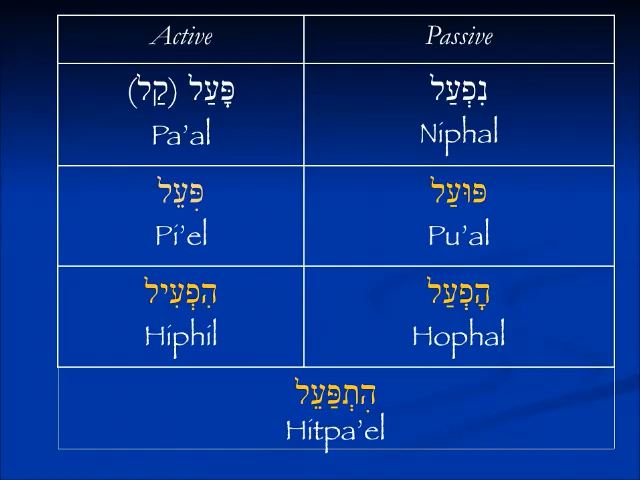 Active
Passive
פָּעַל (קַל)
Pa'al
נִפְעַל
Niphal
פִּעֵל
Pi'el
פּוּעַל
Pu'al
הִפְעִיל
Hiphil
הָפְעַל
Hophal
הִתְפַּעֵל
Hitpa'el